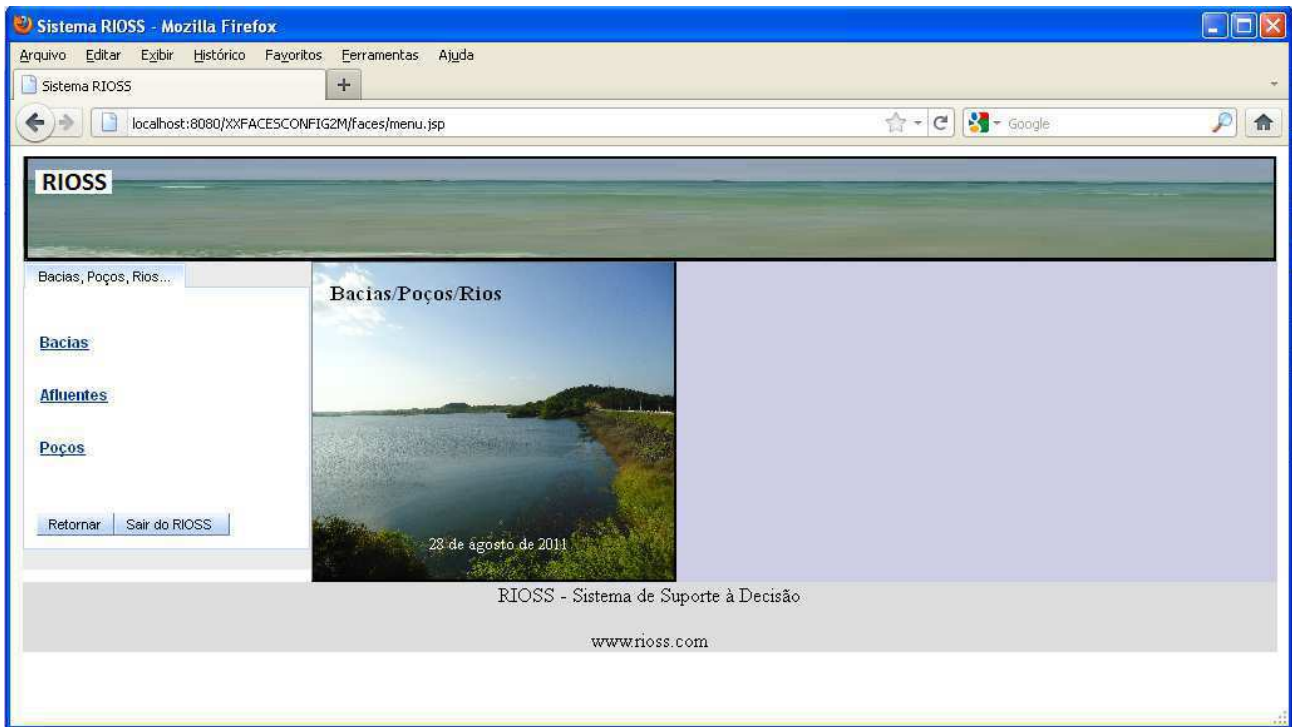 Sistema RIOSS - Mozilla Firefox
Arquivo Editar Exibir Histórico Favoritos Ferramentas Ajuda
Sistema RIOSS
localhost:8080/XXFACESCONFIG2M/faces/menu.jsp
Google
RIOSS
Bacias, Poços, Rios...
Bacias/Poços/Rios
Bacias
Afluentes
Poços
Retornar Sair do RIOSS
28 de agosto de 2011
RIOSS - Sistema de Suporte à Decisão
www.rioss.com